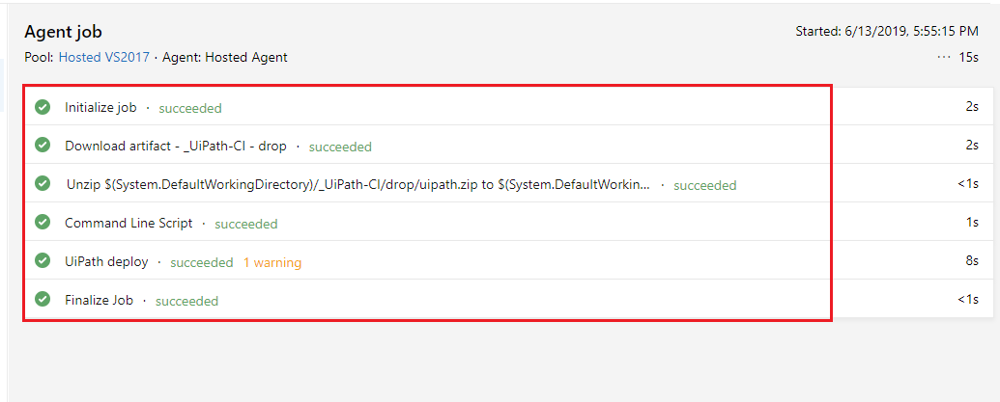 Agent job Started: 6/13/2019, 5:55:15 PM
Pool: Hosted VS2017 · Agent: Hosted Agent ··· 15s
Initialize job · succeeded 2s
Download artifact - _UiPath-CI - drop · succeeded 2s
Unzip $(System.DefaultWorkingDirectory)/_UiPath-CI/drop/uipath.zip to $(System.DefaultWorkin... · succeeded <1s
Command Line Script · succeeded 1s
UiPath deploy · succeeded 1 warning 8s
Finalize Job · succeeded <1s